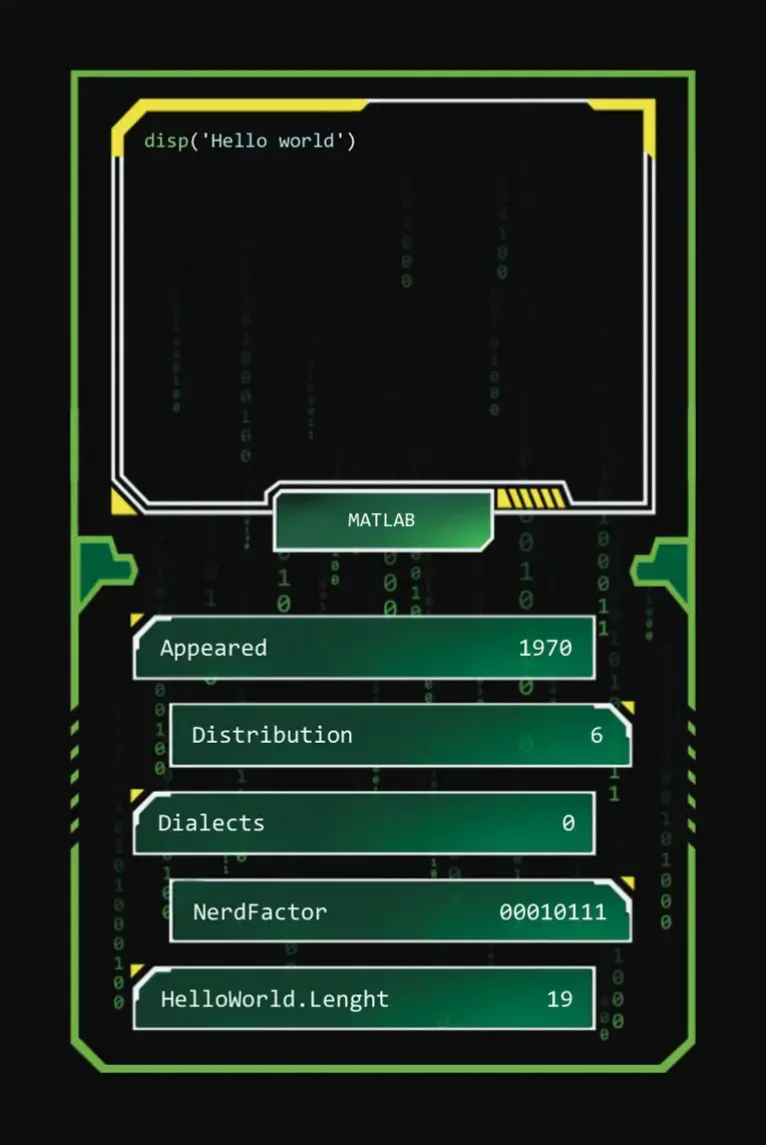 disp('Hello world')
MATLAB
Appeared 1970
Distribution 6
Dialects 0
NerdFactor 00010111
HelloWorld.Lenght 19